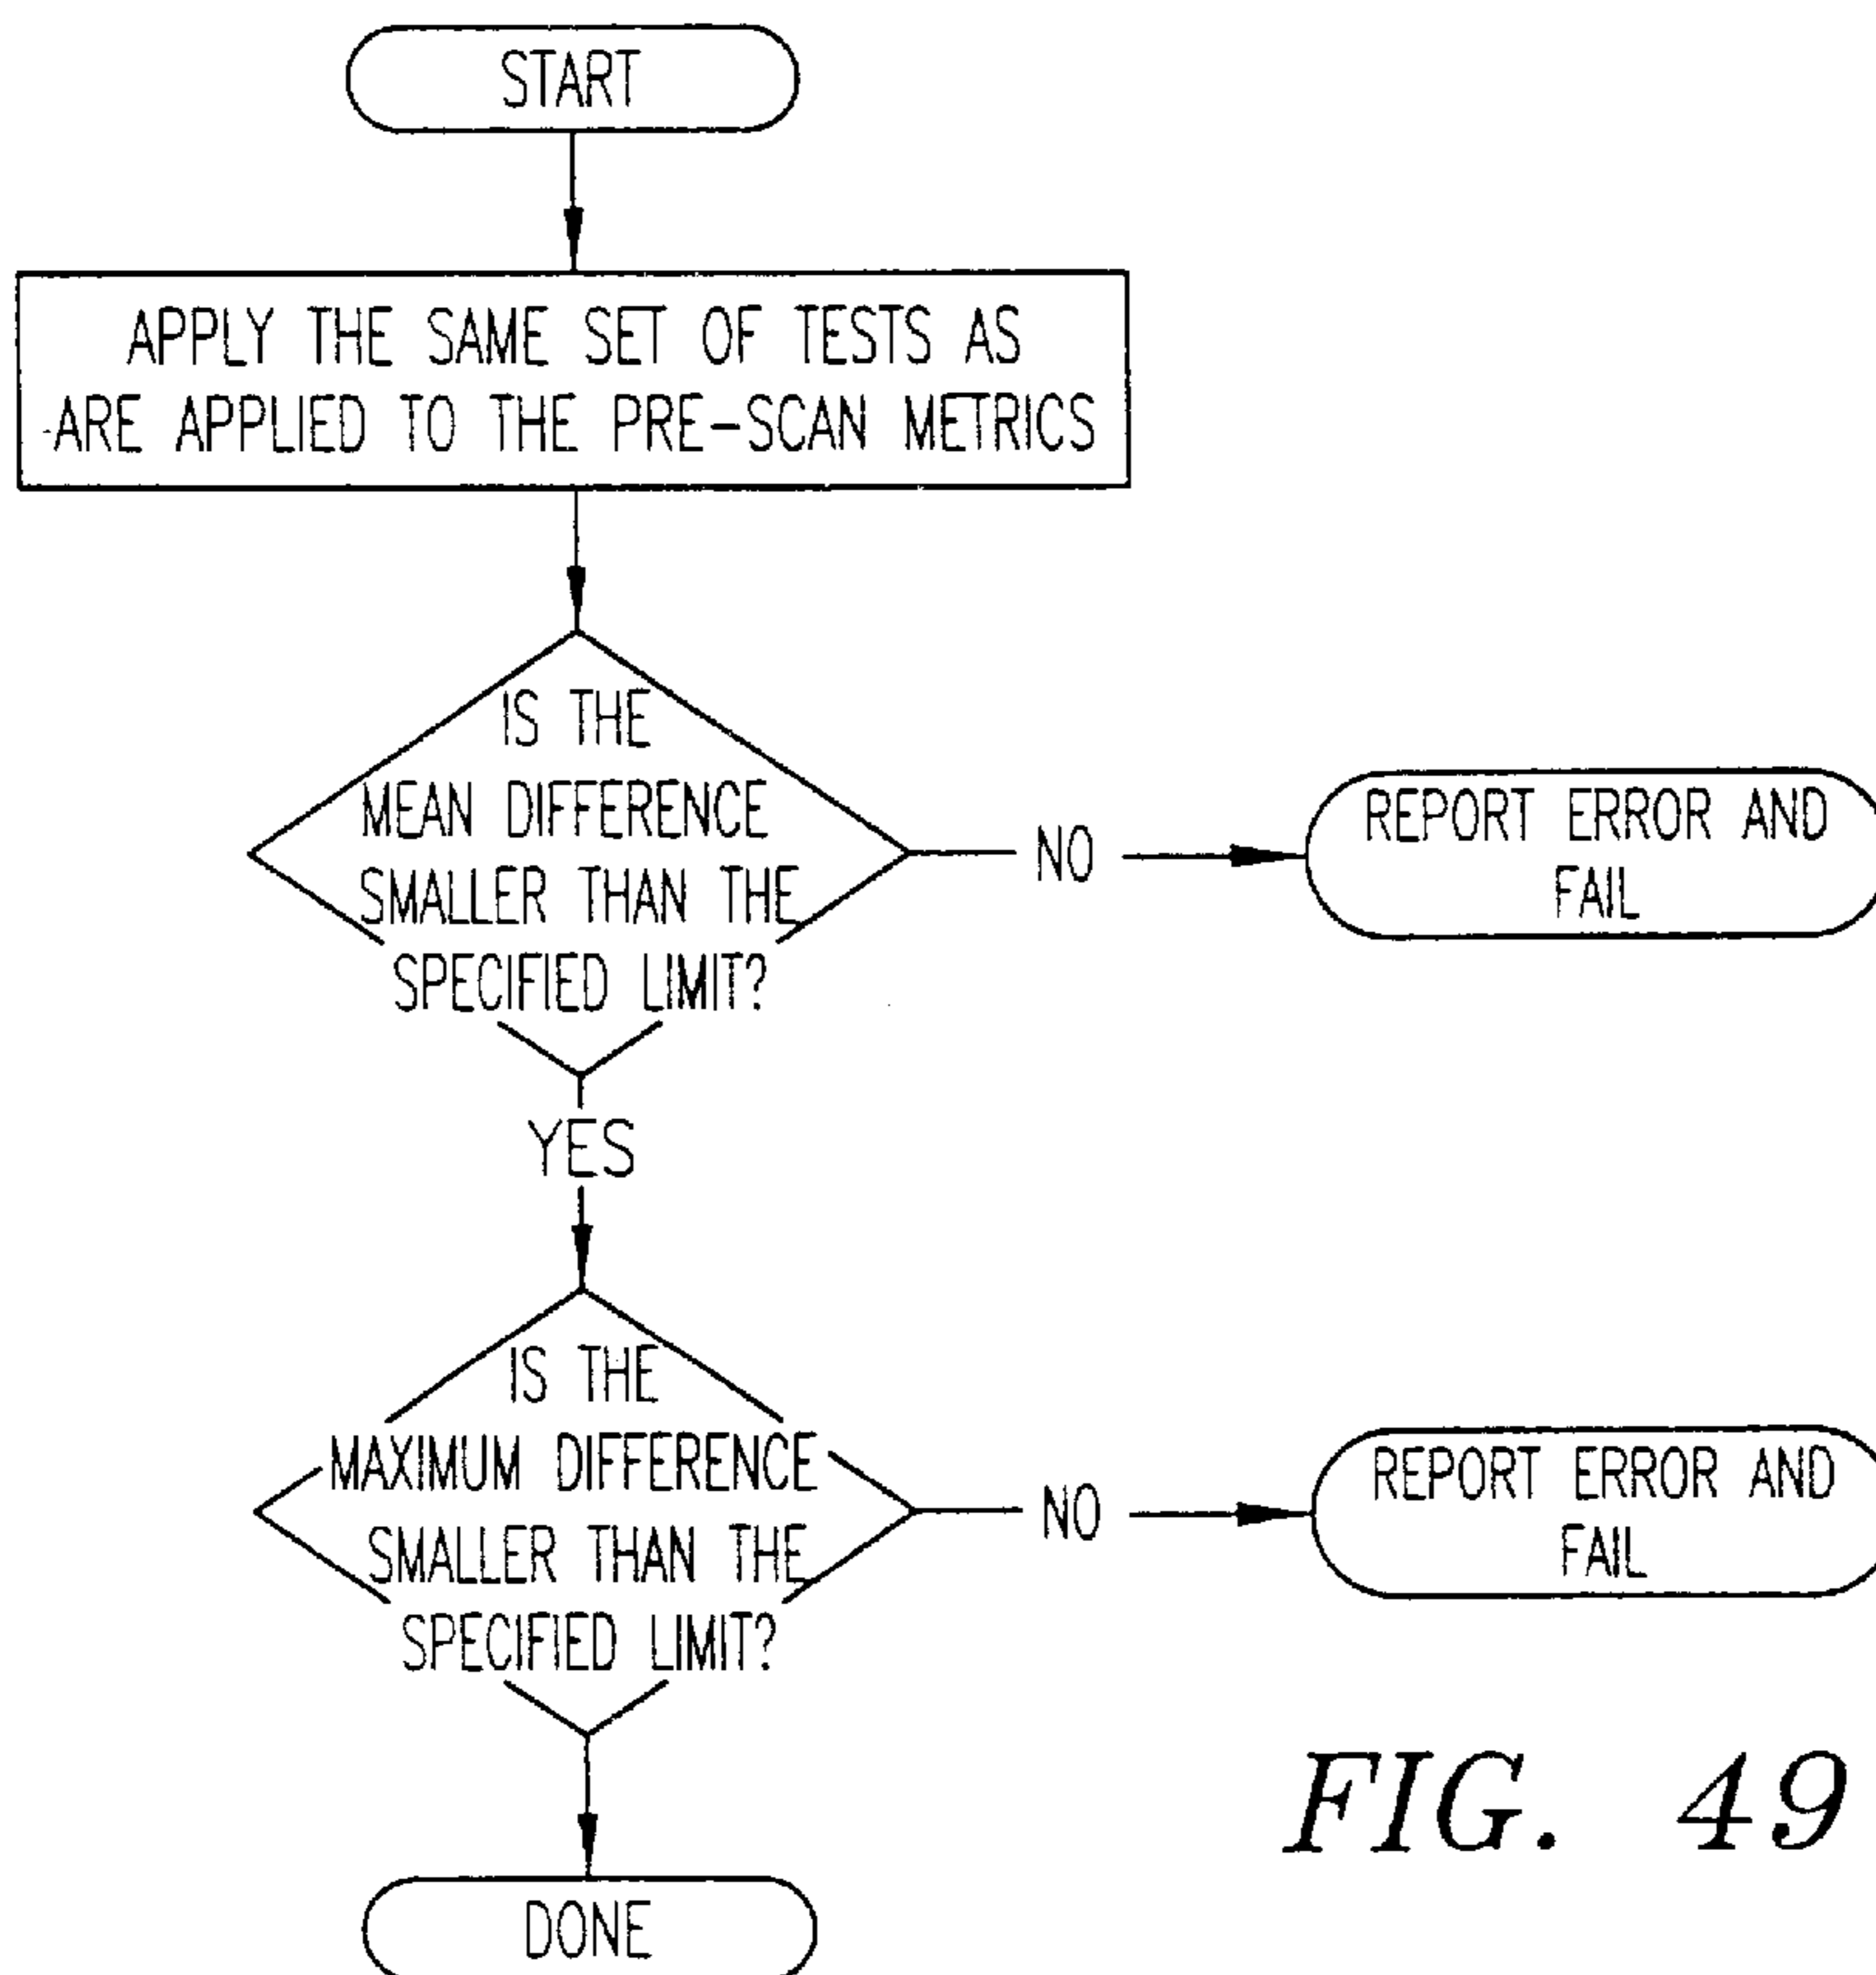 START
APPLY THE SAME SET OF TESTS AS
ARE APPLIED TO THE PRE-SCAN METRICS
IS THE
MEAN DIFFERENCE
SMALLER THAN THE
SPECIFIED LIMIT?
NO
REPORT ERROR AND
FAIL
YES
IS THE
MAXIMUM DIFFERENCE
SMALLER THAN THE
SPECIFIED LIMIT?
NO
REPORT ERROR AND
FAIL
DONE
FIG. 49